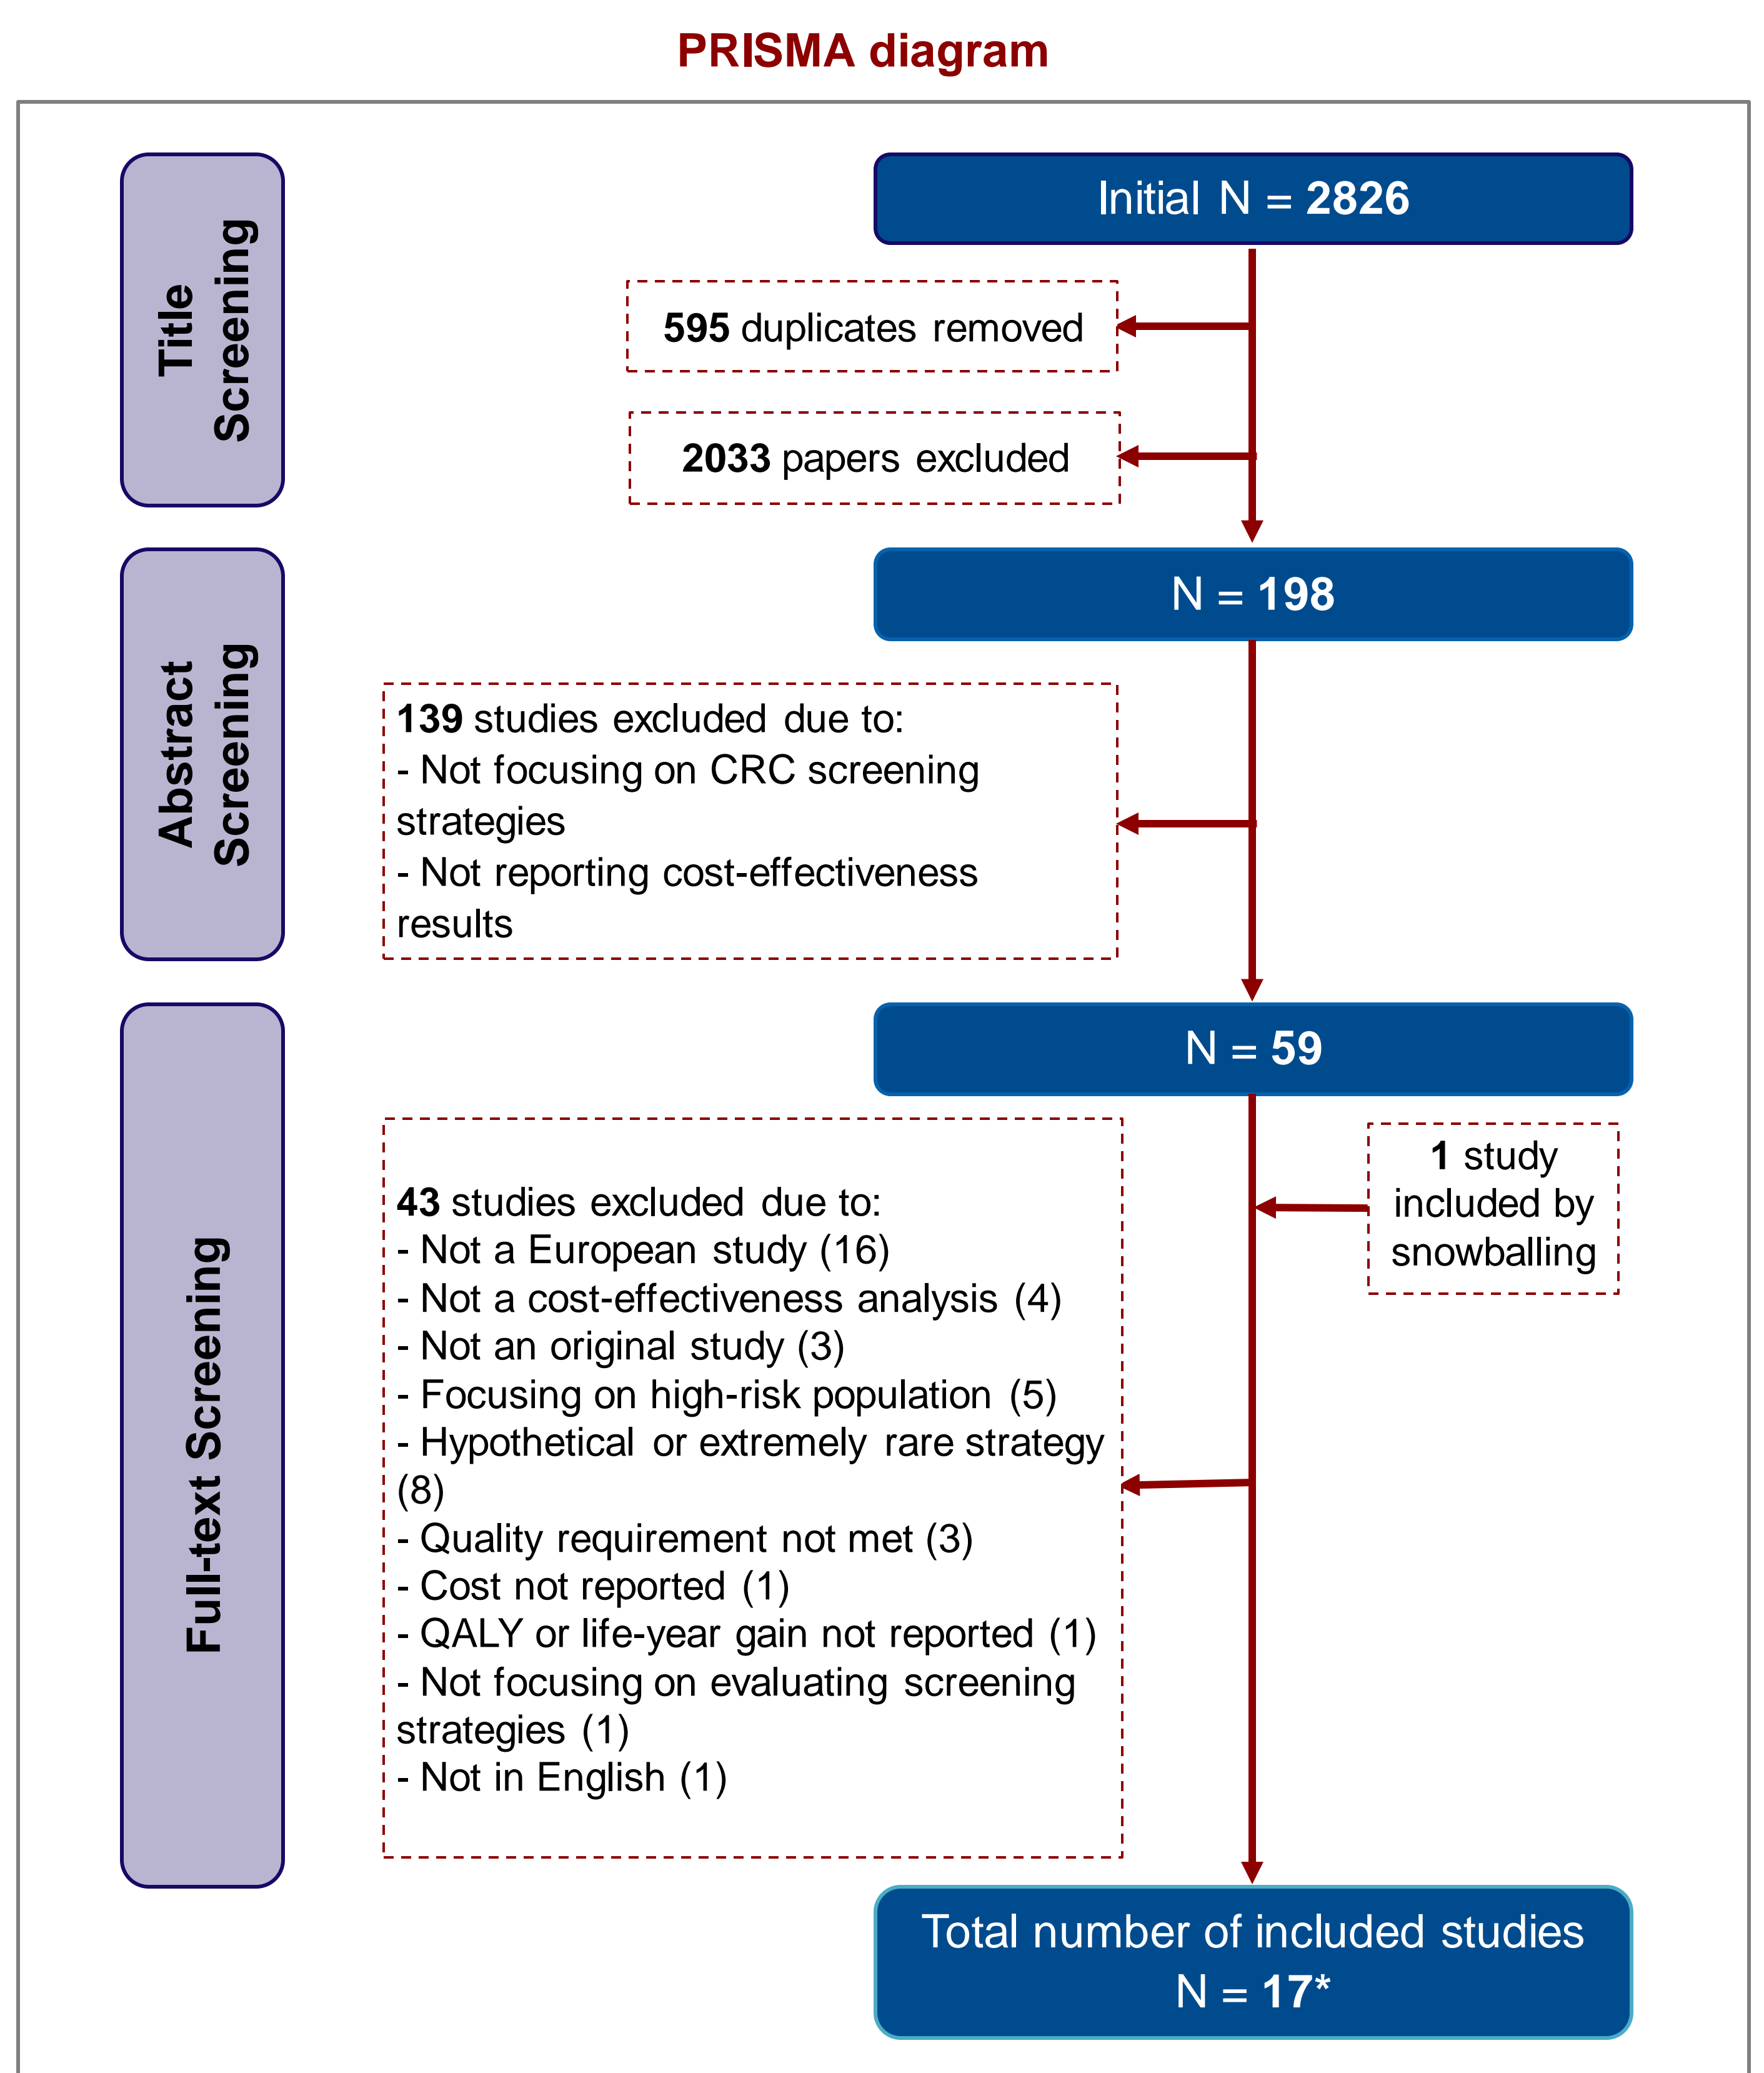 PRISMA diagram
Title
Screening
Initial N = 2826
595 duplicates removed
2033 papers excluded
Abstract
Screening
N = 198
139 studies excluded due to:
- Not focusing on CRC screening
strategies
- Not reporting cost-effectiveness
results
Full-text Screening
N = 59
1 study
included by
snowballing
43 studies excluded due to:
- Not a European study (16)
- Not a cost-effectiveness analysis (4)
- Not an original study (3)
- Focusing on high-risk population (5)
- Hypothetical or extremely rare strategy
(8)
- Quality requirement not met (3)
- Cost not reported (1)
- QALY or life-year gain not reported (1)
- Not focusing on evaluating screening
strategies (1)
- Not in English (1)
Total number of included studies
N = 17*